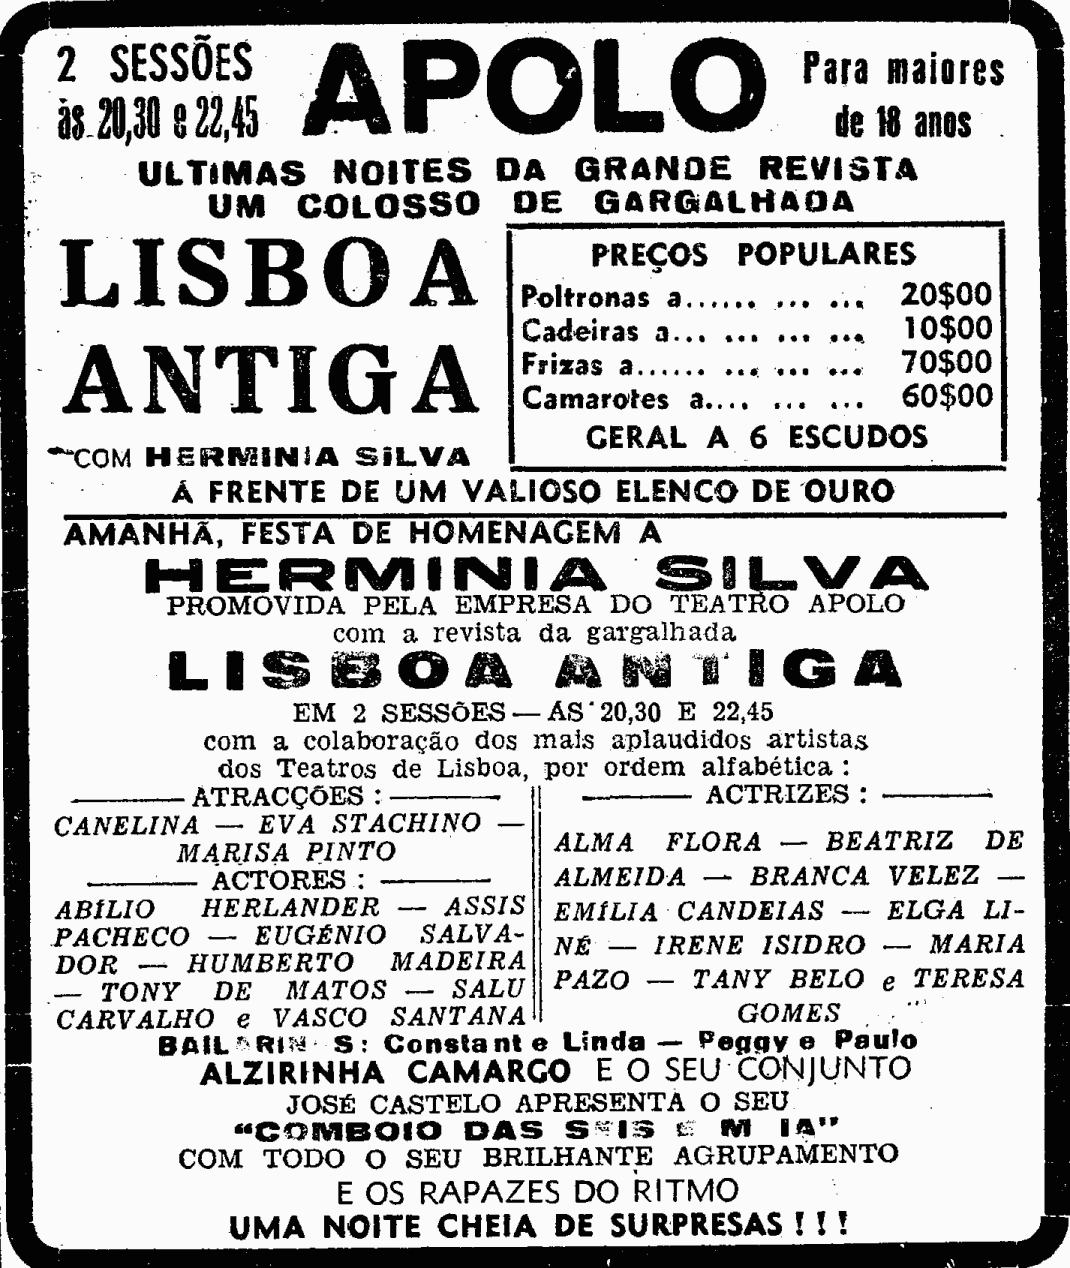 2 SESSÕES
às 20,30 e 22,45
APOLO
Para maiores
de 18 anos
ULTIMAS NOITES DA GRANDE REVISTA
UM COLOSSO DE GARGALHADA
LISBOA
ANTIGA
COM HERMINIA SILVA
PREÇOS POPULARES
Poltronas a...... ... ... 20$00
Cadeiras a... ... ... ... 10$00
Frizas a...... ... ... ... 70$00
Camarotes a.... ... ... 60$00
GERAL A 6 ESCUDOS
Á FRENTE DE UM VALIOSO ELENCO DE OURO
AMANHÃ, FESTA DE HOMENAGEM A
HERMINIA SILVA
PROMOVIDA PELA EMPRESA DO TEATRO APOLO
com a revista da gargalhada
LISBOA ANTIGA
EM 2 SESSÕES — AS 20,30 E 22,45
com a colaboração dos mais aplaudidos artistas
dos Teatros de Lisboa, por ordem alfabética :
ATRACÇÕES :
CANELINA — EVA STACHINO —
MARISA PINTO
ACTORES :
ABÍLIO HERLANDER — ASSIS
PACHECO — EUGÉNIO SALVA-
DOR — HUMBERTO MADEIRA
— TONY DE MATOS — SALU
CARVALHO e VASCO SANTANA
ACTRIZES :
ALMA FLORA — BEATRIZ DE
ALMEIDA — BRANCA VELEZ —
EMÍLIA CANDEIAS — ELGA LI-
NÉ — IRENE ISIDRO — MARIA
PAZO — TANY BELO e TERESA
GOMES
BAILARINOS: Constant e Linda — Peggy e Paulo
ALZIRINHA CAMARGO E O SEU CONJUNTO
JOSÉ CASTELO APRESENTA O SEU
“COMBOIO DAS SEIS E MEIA”
COM TODO O SEU BRILHANTE AGRUPAMENTO
E OS RAPAZES DO RITMO
UMA NOITE CHEIA DE SURPRESAS ! ! !